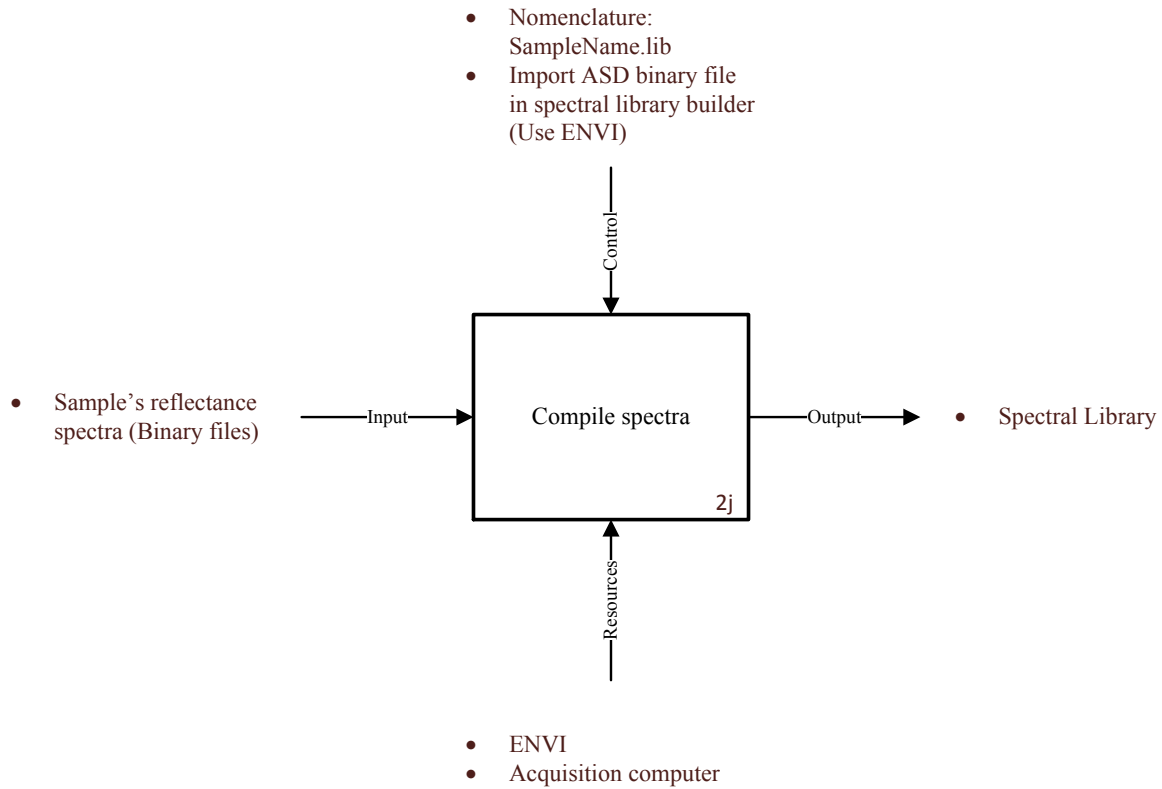 • Nomenclature:
SampleName.lib
• Import ASD binary file
in spectral library builder
(Use ENVI)
Control
• Sample’s reflectance
spectra (Binary files)
Input
Compile spectra
2j
Output
• Spectral Library
Resources
• ENVI
• Acquisition computer